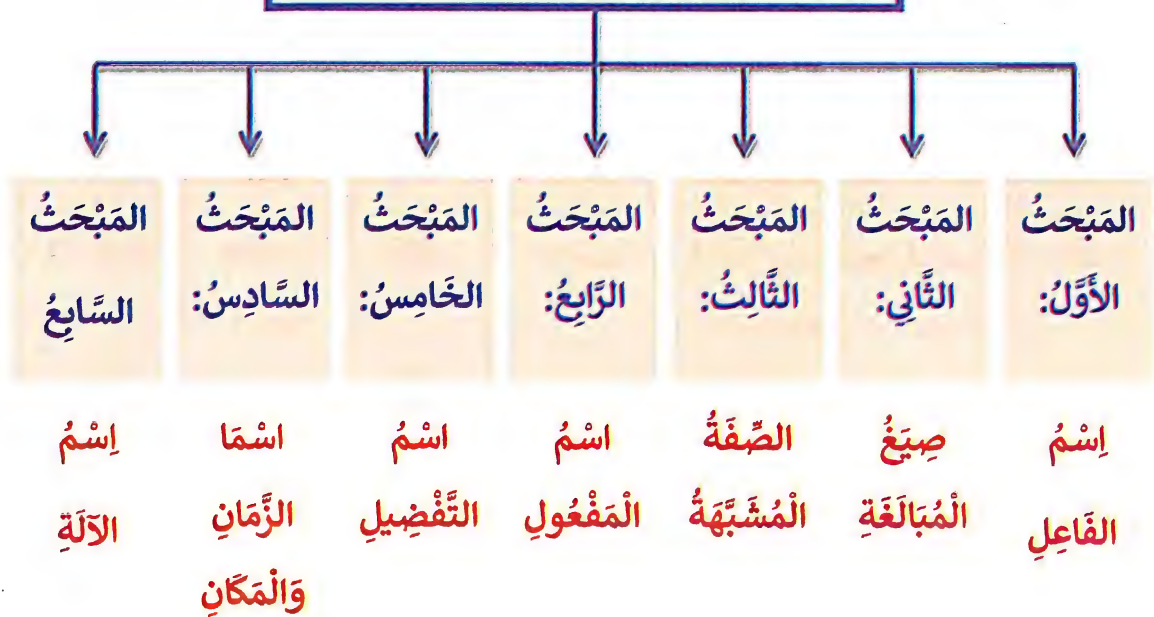 المَبْحَثُ
الأَوَّلُ:
اِسْمُ
الفَاعِلِ
المَبْحَثُ
الثَّانِي:
صِيَغُ
الْمُبَالَغَةِ
المَبْحَثُ
الثَّالِثُ:
الصِّفَةُ
الْمُشَبَّهَةُ
المَبْحَثُ
الرَّابِعُ:
اسْمُ
الْمَفْعُولِ
المَبْحَثُ
الخَامِسُ:
اسْمُ
التَّفْضِيلِ
المَبْحَثُ
السَّادِسُ:
اسْمَا
الزَّمَانِ
وَالْمَكَانِ
المَبْحَثُ
السَّابِعُ
اِسْمُ
الآلَةِ